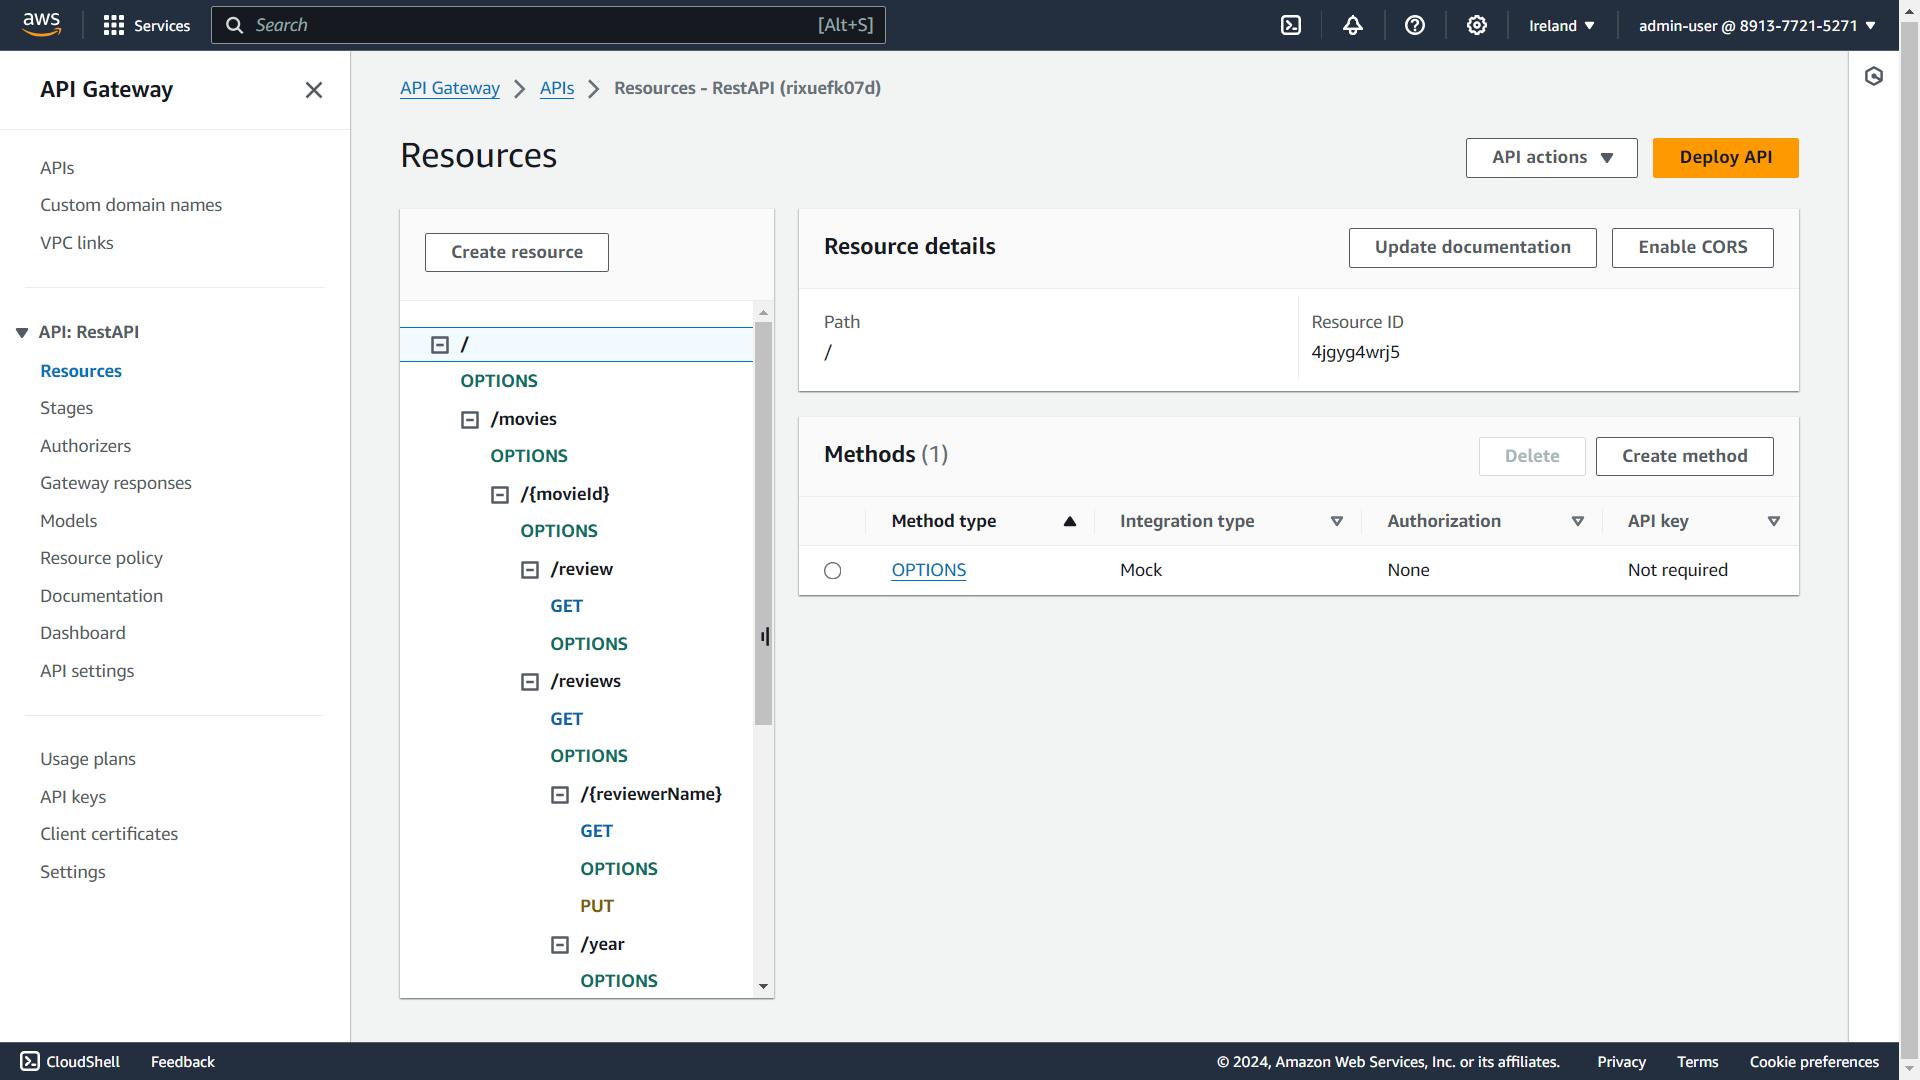 aws
Services
Search
[Alt+S]
Ireland
admin-user @ 8913-7721-5271
API Gateway
APIs
Custom domain names
VPC links
API: RestAPI
Resources
Stages
Authorizers
Gateway responses
Models
Resource policy
Documentation
Dashboard
API settings
Usage plans
API keys
Client certificates
Settings
API Gateway
APIs
Resources - RestAPI (rixuefk07d)
Resources
API actions
Deploy API
Create resource
/
OPTIONS
/movies
OPTIONS
/{movieId}
OPTIONS
/review
GET
OPTIONS
/reviews
GET
OPTIONS
/{reviewerName}
GET
OPTIONS
PUT
/year
OPTIONS
Resource details
Update documentation
Enable CORS
Path
/
Resource ID
4jgyg4wrj5
Methods (1)
Delete
Create method
Method type
Integration type
Authorization
API key
OPTIONS
Mock
None
Not required
CloudShell
Feedback
© 2024, Amazon Web Services, Inc. or its affiliates.
Privacy
Terms
Cookie preferences